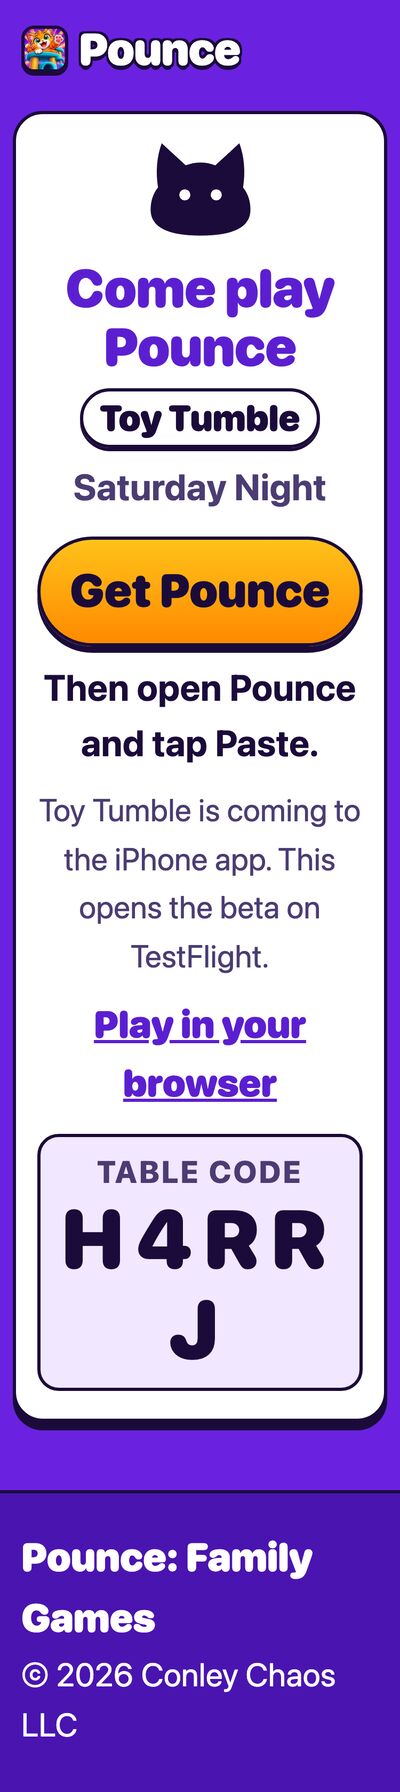 Pounce
Come play
Pounce
Toy Tumble
Saturday Night
Get Pounce
Then open Pounce
and tap Paste.
Toy Tumble is coming to
the iPhone app. This
opens the beta on
TestFlight.
Play in your
browser
TABLE CODE
H4RR
J
Pounce: Family
Games
© 2026 Conley Chaos
LLC